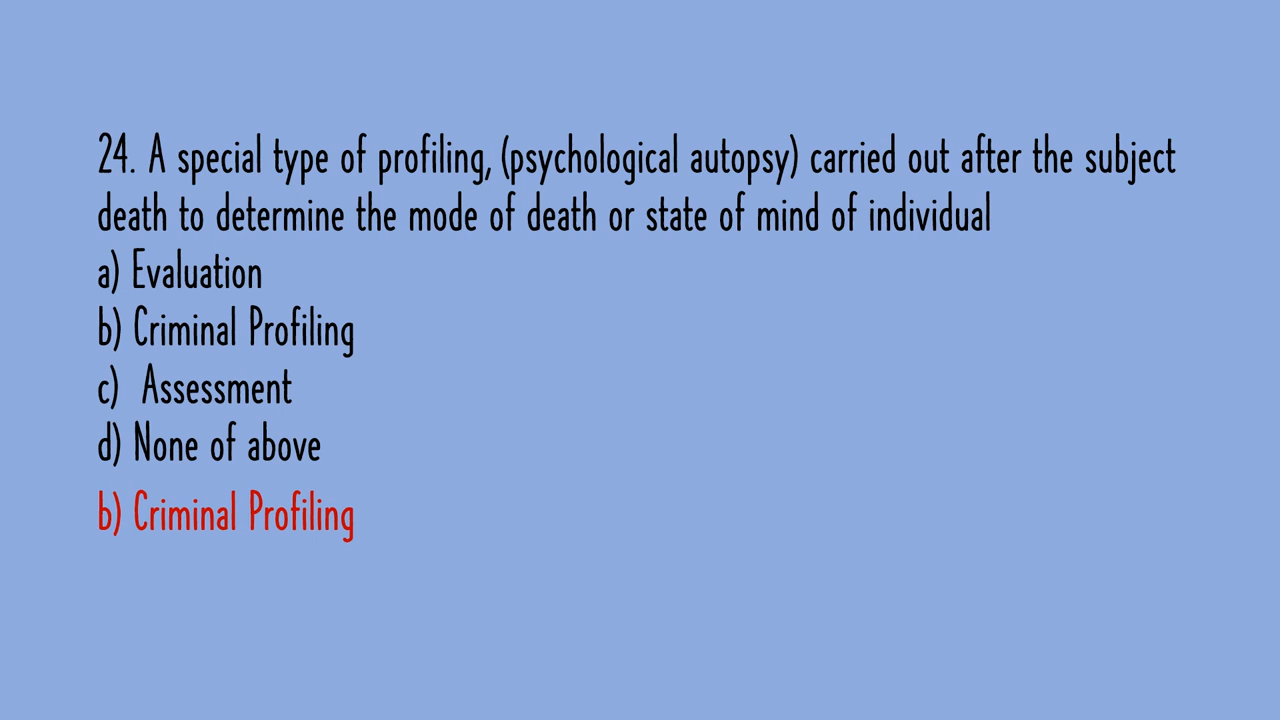 24. A special type of profiling, (psychological autopsy) carried out after the subject
death to determine the mode of death or state of mind of individual
a) Evaluation
b) Criminal Profiling
c) Assessment
d) None of above
b) Criminal Profiling